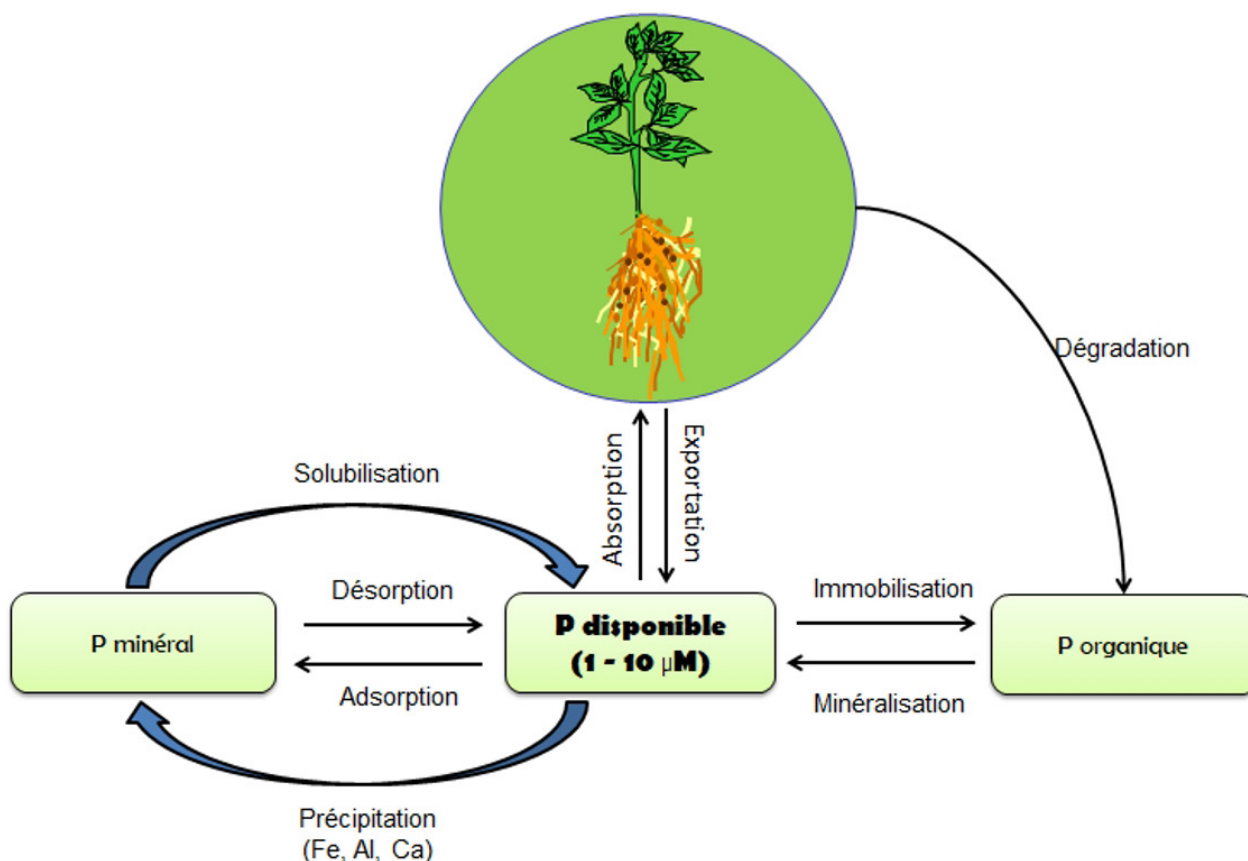 Dégradation
Absorption
Exportation
Solubilisation
Désorption
Immobilisation
P minéral
P disponible
(1 - 10 µM)
P organique
Adsorption
Minéralisation
Précipitation
(Fe, Al, Ca)